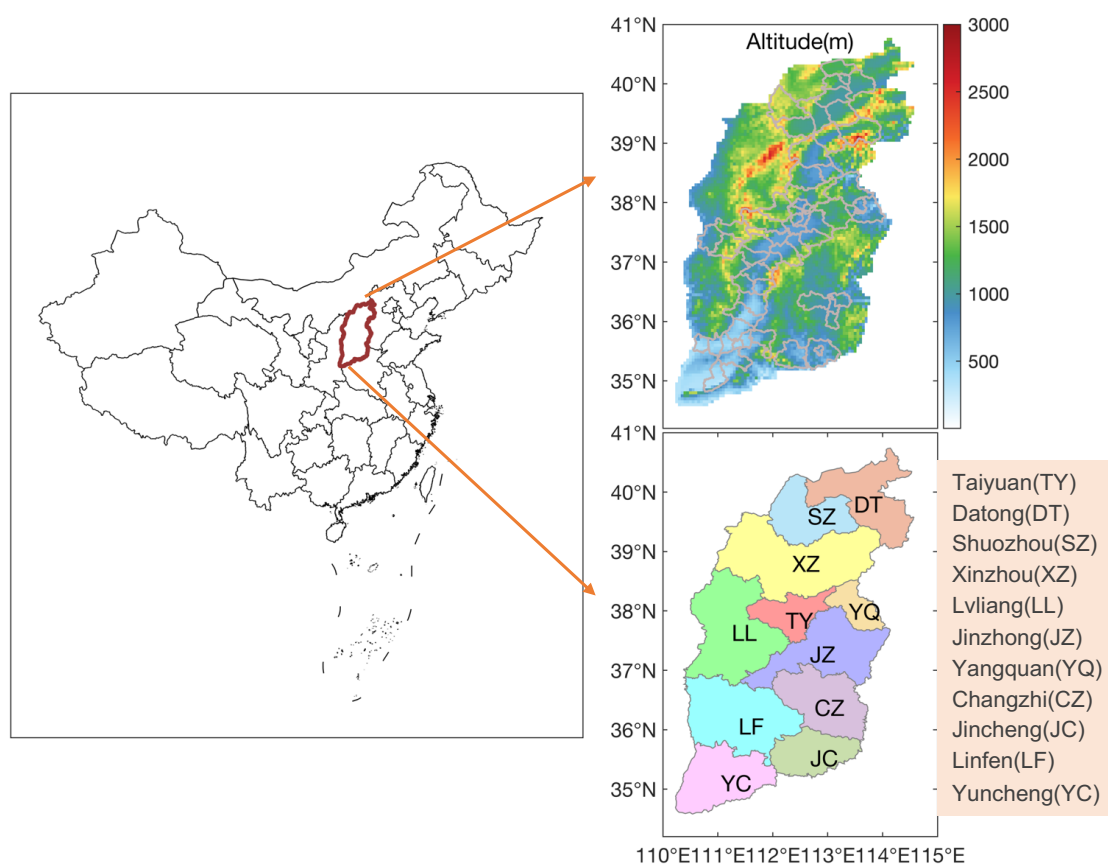 41°N
40°N
39°N
38°N
37°N
36°N
35°N
Altitude(m)
3000
2500
2000
1500
1000
500
41°N
40°N
39°N
38°N
37°N
36°N
35°N
110°E111°E112°E113°E114°E115°E
DT
SZ
XZ
YQ
TY
LL
JZ
CZ
LF
JC
YC
Taiyuan(TY)
Datong(DT)
Shuozhou(SZ)
Xinzhou(XZ)
Lvliang(LL)
Jinzhong(JZ)
Yangquan(YQ)
Changzhi(CZ)
Jincheng(JC)
Linfen(LF)
Yuncheng(YC)